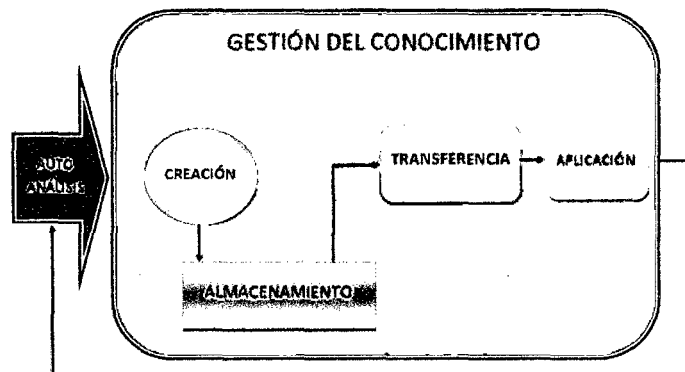 GESTIÓN DEL CONOCIMIENTO
AUTO
ANÁLISIS
CREACIÓN
TRANSFERENCIA
APLICACIÓN
ALMACENAMIENTO